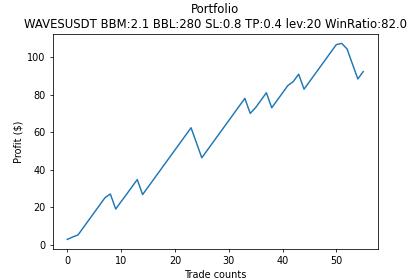 Portfolio
WAVESUSDT BBM:2.1 BBL:280 SL:0.8 TP:0.4 lev:20 WinRatio:82.0
100
80
60
40
20
0
Profit ($)
0 10 20 30 40 50
Trade counts